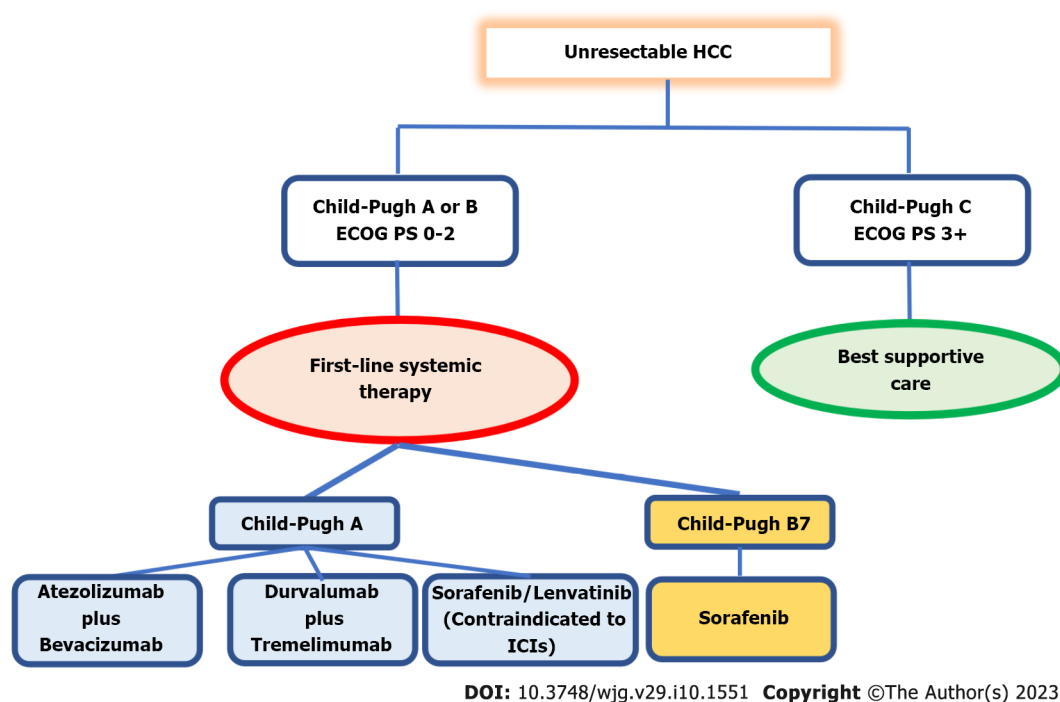 Unresectable HCC
Child-Pugh A or B
ECOG PS 0-2
Child-Pugh C
ECOG PS 3+
First-line systemic
therapy
Best supportive
care
Child-Pugh A
Child-Pugh B7
Atezolizumab
plus
Bevacizumab
Durvalumab
plus
Tremelimumab
Sorafenib/Lenvatinib
(Contraindicated to
ICIs)
Sorafenib
DOI: 10.3748/wjg.v29.i10.1551 Copyright ©The Author(s) 2023